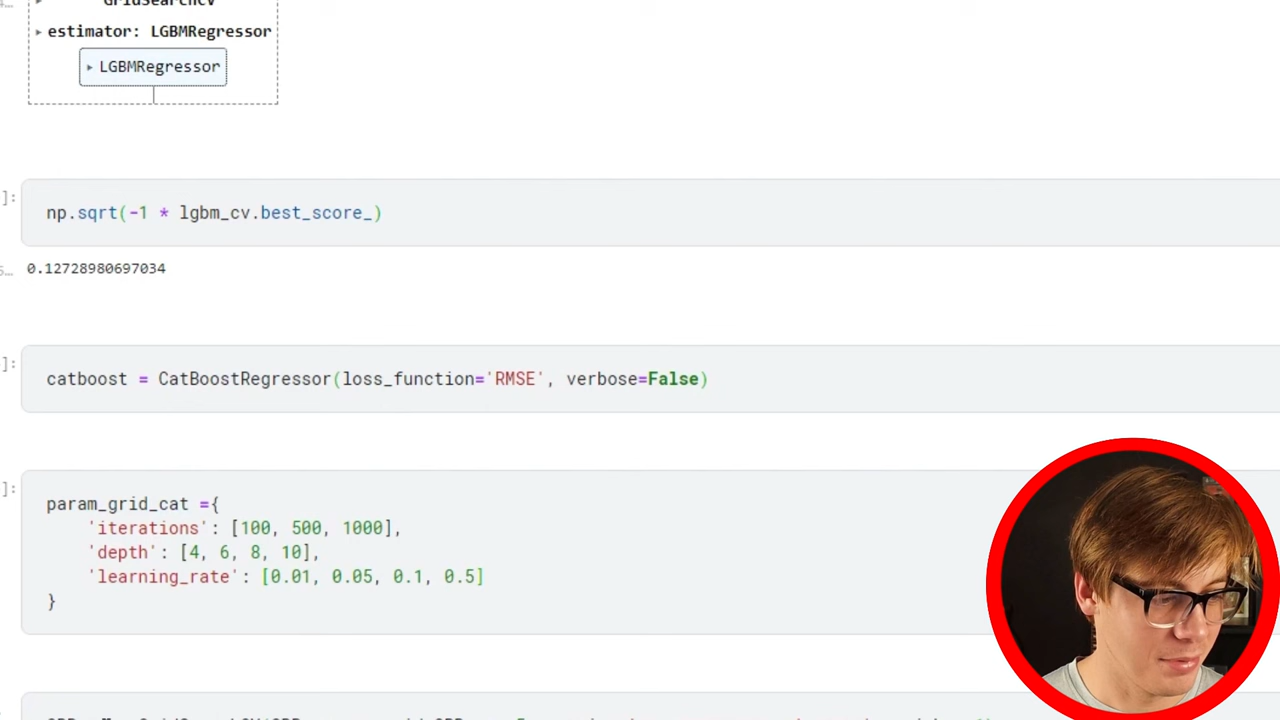 GridSearchCV
estimator: LGBMRegressor
LGBMRegressor
]:
np.sqrt(-1 * lgbm_cv.best_score_)
0.12728980697034
]:
catboost = CatBoostRegressor(loss_function='RMSE', verbose=False)
]:
param_grid_cat ={
'iterations': [100, 500, 1000],
'depth': [4, 6, 8, 10],
'learning_rate': [0.01, 0.05, 0.1, 0.5]
}